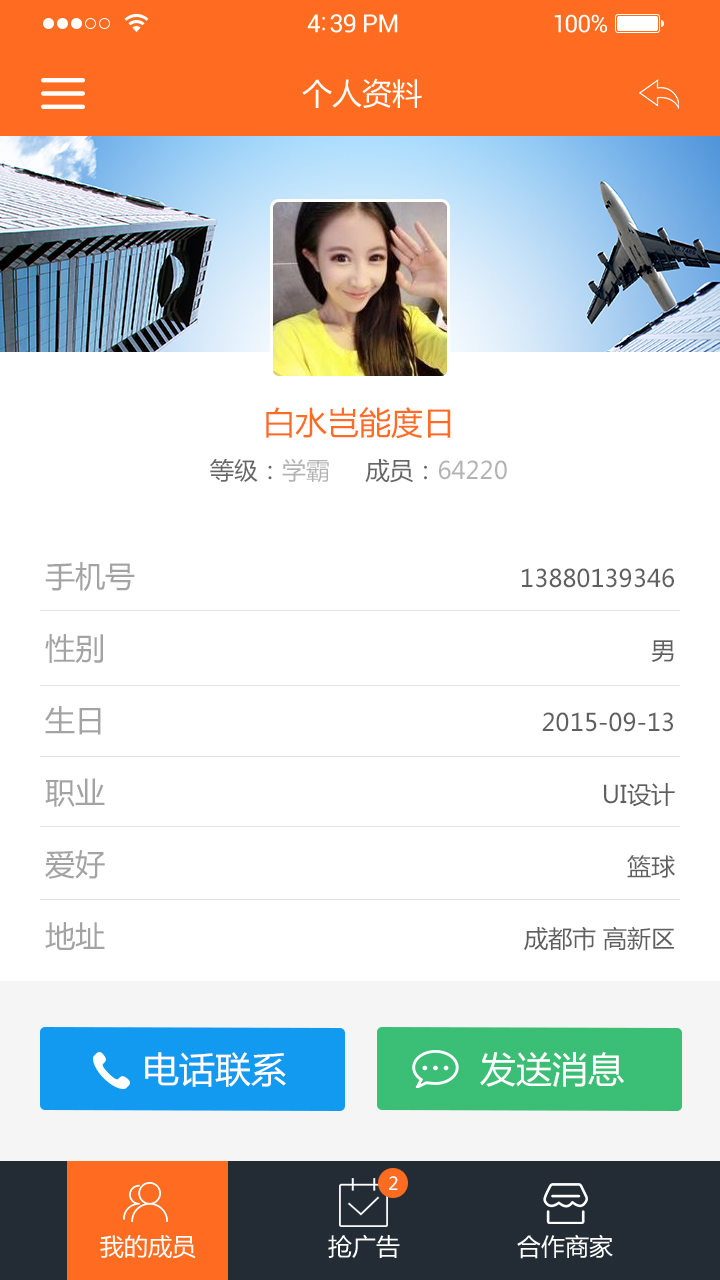 4:39 PM 100%
个人资料
白水岂能度日
等级：学霸 成员：64220
手机号 13880139346
性别 男
生日 2015-09-13
职业 UI设计
爱好 篮球
地址 成都市 高新区
电话联系 发送消息
2
我的成员 抢广告 合作商家